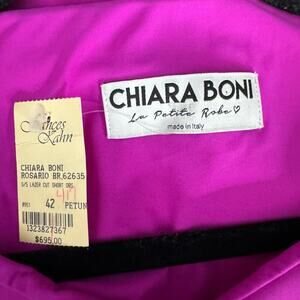 Frances
Kahn
CHIARA BONI
ROSARIO BR.62635
S/S LAZER CUT SHORT DRS
42 PETUN
1323827367
$695.00
CHIARA BONI
La Petite Robe
made in Italy